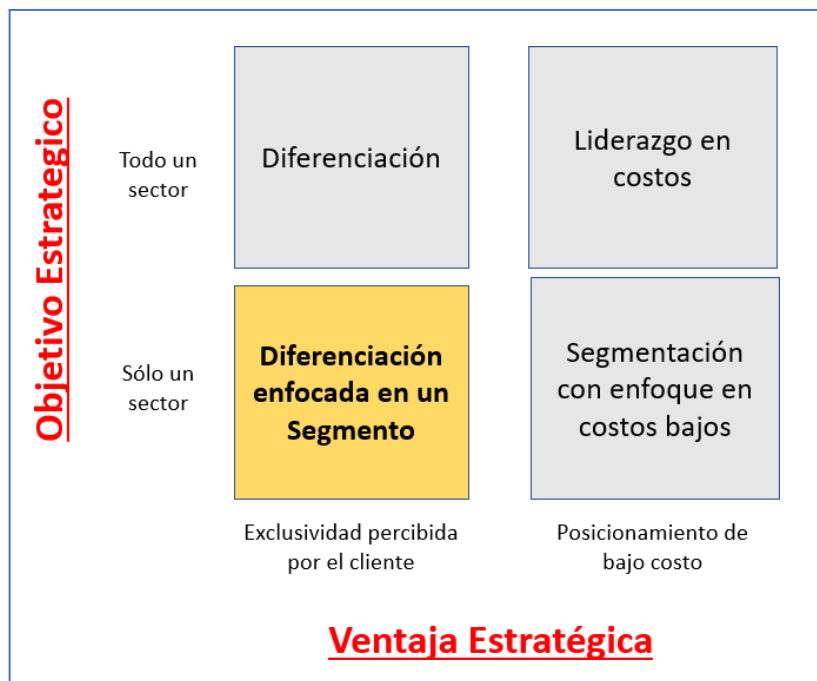 Objetivo Estrategico
Todo un
sector
Diferenciación
Liderazgo en
costos
Sólo un
sector
Diferenciación
enfocada en un
Segmento
Segmentación
con enfoque en
costos bajos
Exclusividad percibida
por el cliente
Posicionamiento de
bajo costo
Ventaja Estratégica